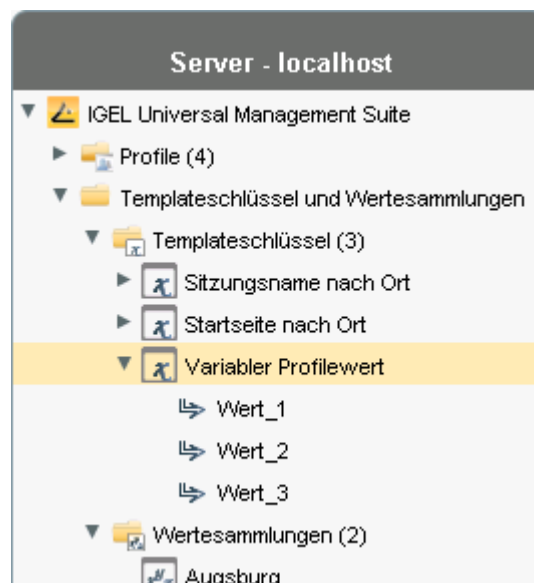 Server - localhost
IGEL Universal Management Suite
Profile (4)
Templateschlüssel und Wertesammlungen
Templateschlüssel (3)
Sitzungsname nach Ort
Startseite nach Ort
Variabler Profilewert
Wert_1
Wert_2
Wert_3
Wertesammlungen (2)
Augsburg